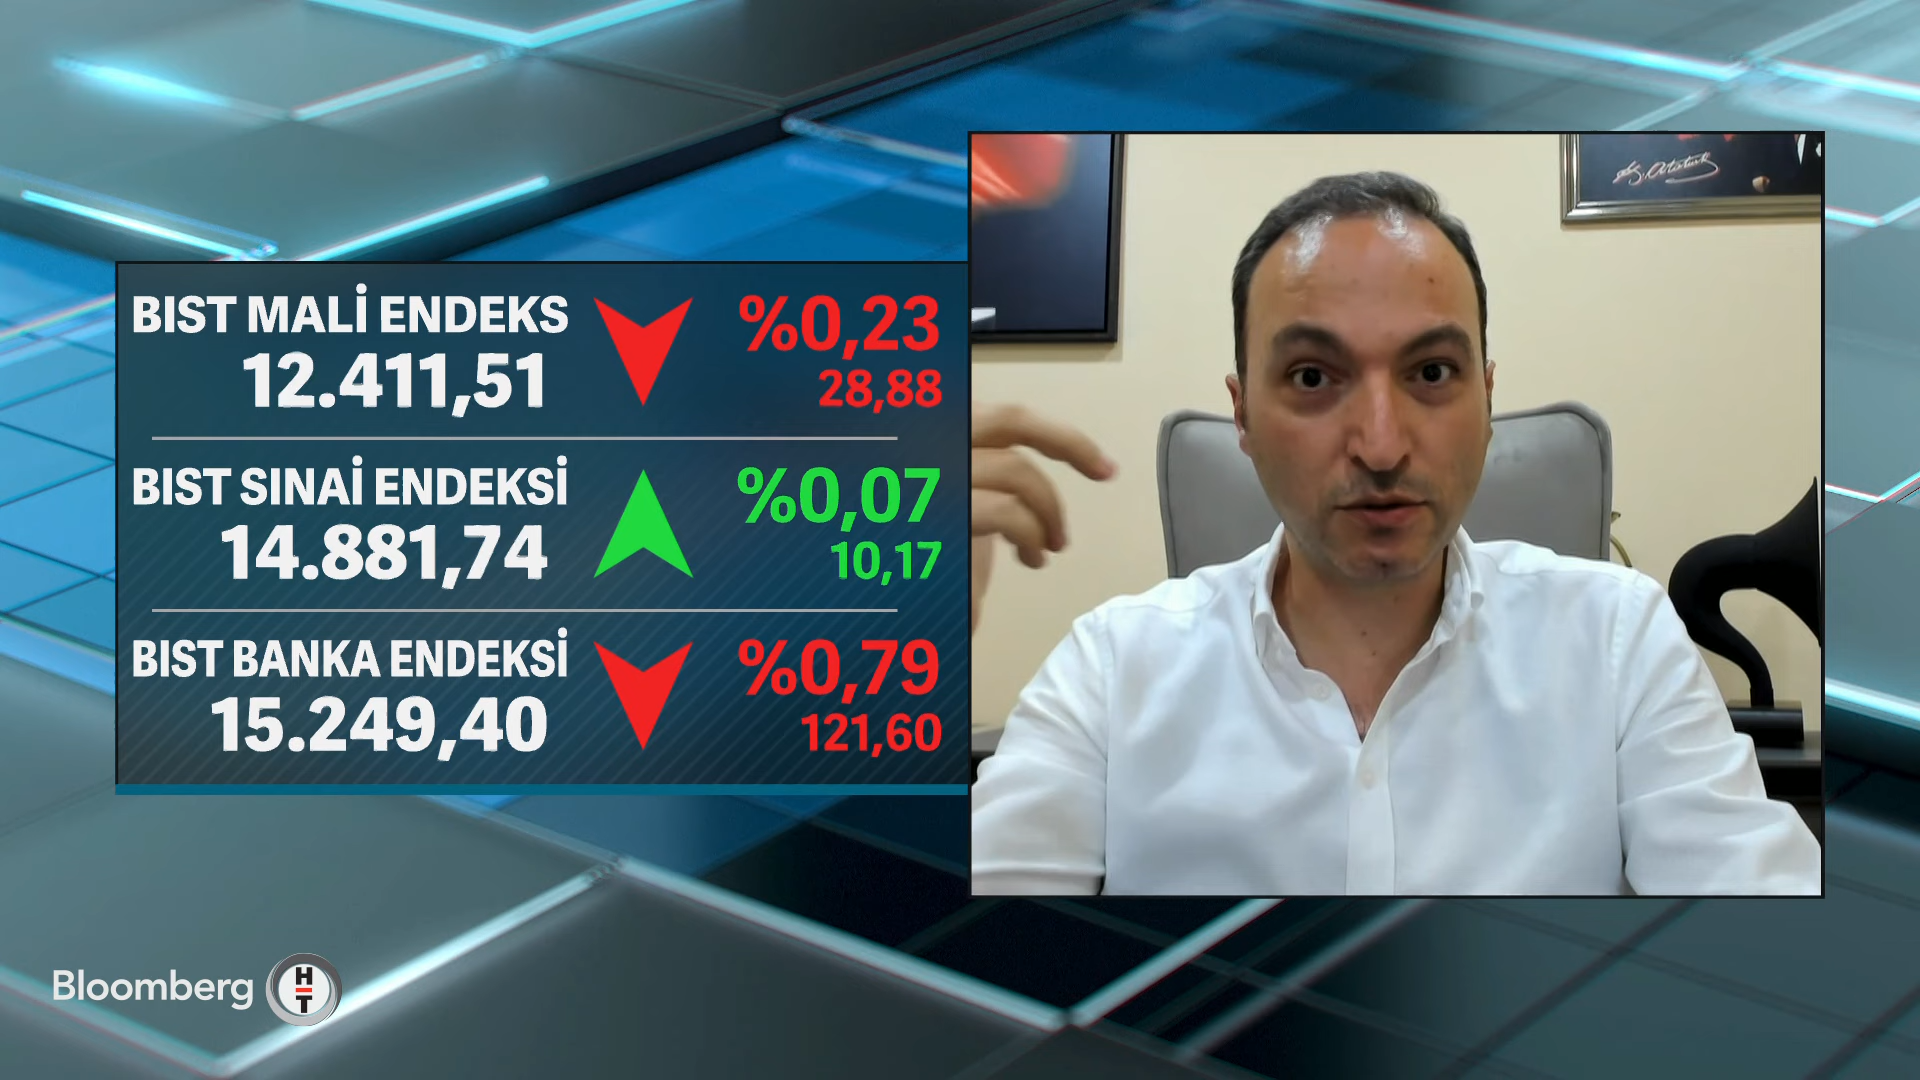 BIST MALİ ENDEKS
12.411,51
%0,23
28,88
BIST SINAİ ENDEKSİ
14.881,74
%0,07
10,17
BIST BANKA ENDEKSİ
15.249,40
%0,79
121,60
K. Atatürk
Bloomberg HT